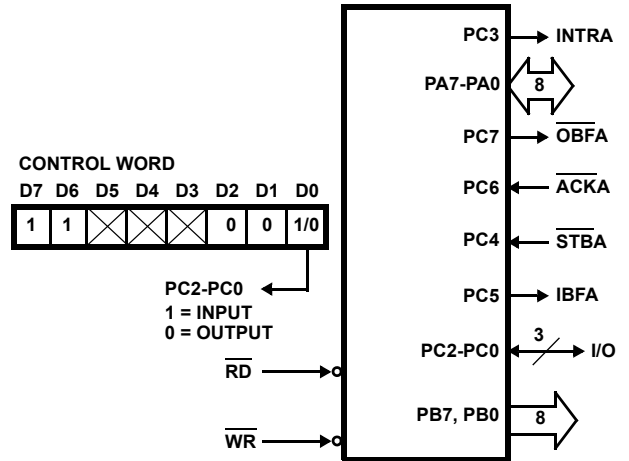 PC3 INTRA
PA7-PA0 8
PC7 OBFA
CONTROL WORD
D7 D6 D5 D4 D3 D2 D1 D0
1 1 0 0 1/0
PC6 ACKA
PC4 STBA
PC2-PC0
1 = INPUT
0 = OUTPUT
PC5 IBFA
PC2-PC0 3 I/O
RD
PB7, PB0 8
WR